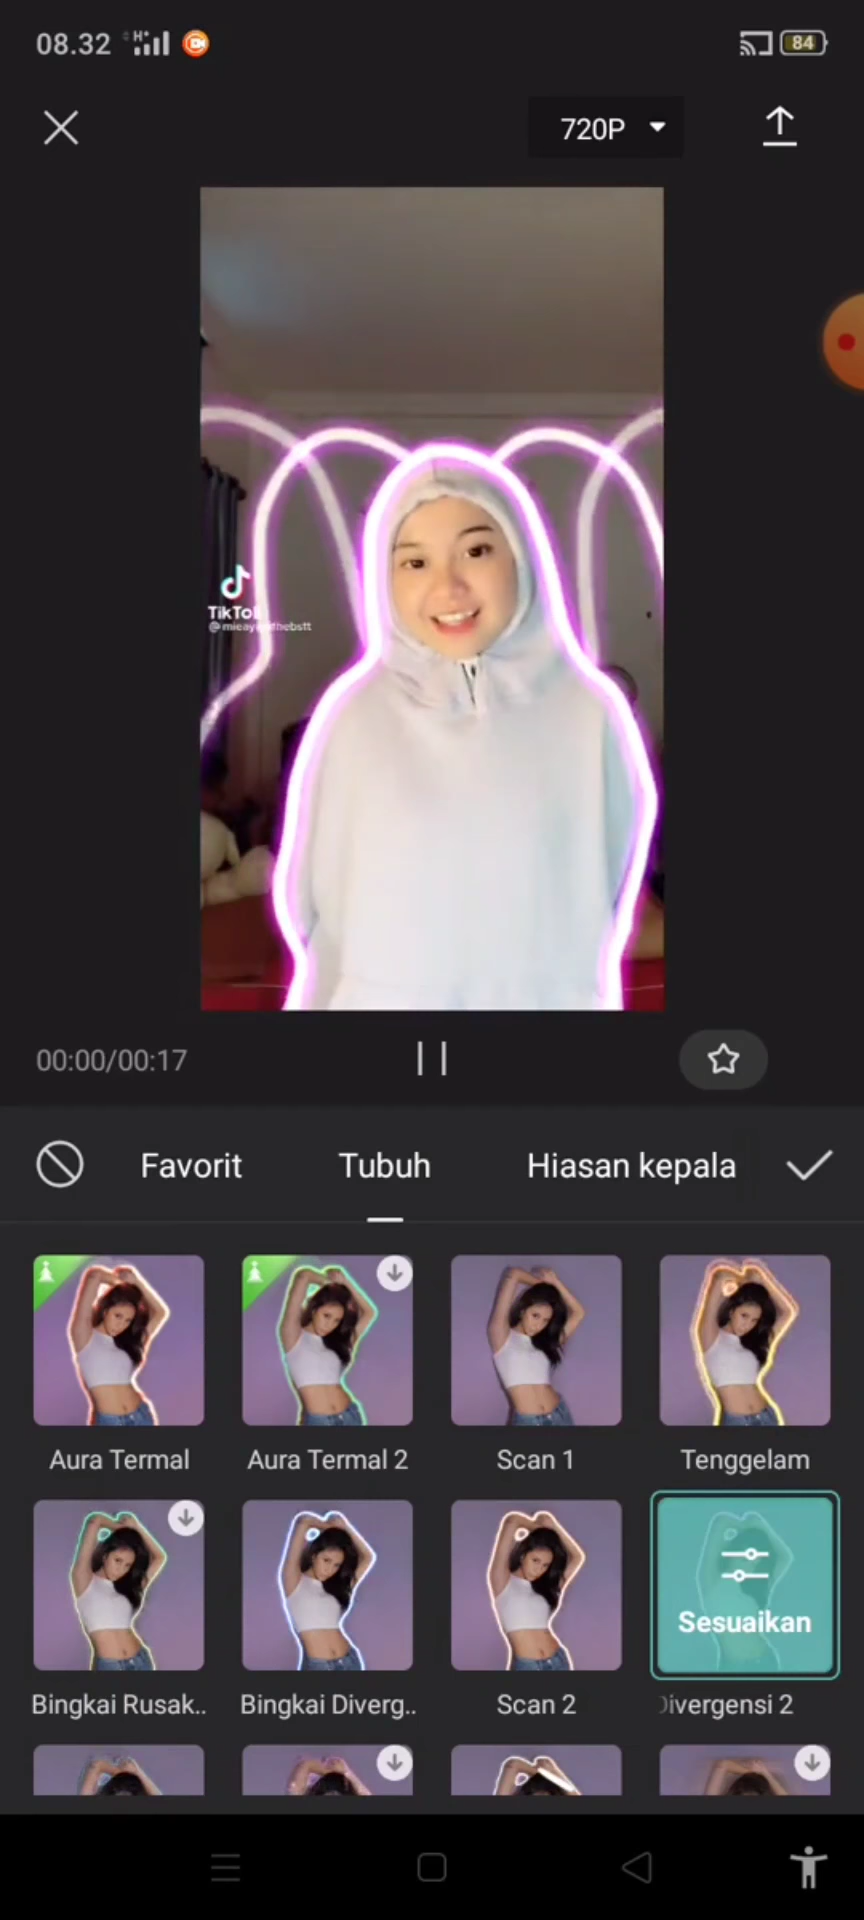 08.32 H+ 84
720P
TikTok
00:00/00:17
Favorit Tubuh Hiasan kepala
Aura Termal Aura Termal 2 Scan 1 Tenggelam
Sesuaikan
Bingkai Rusak.. Bingkai Diverg.. Scan 2 Divergensi 2